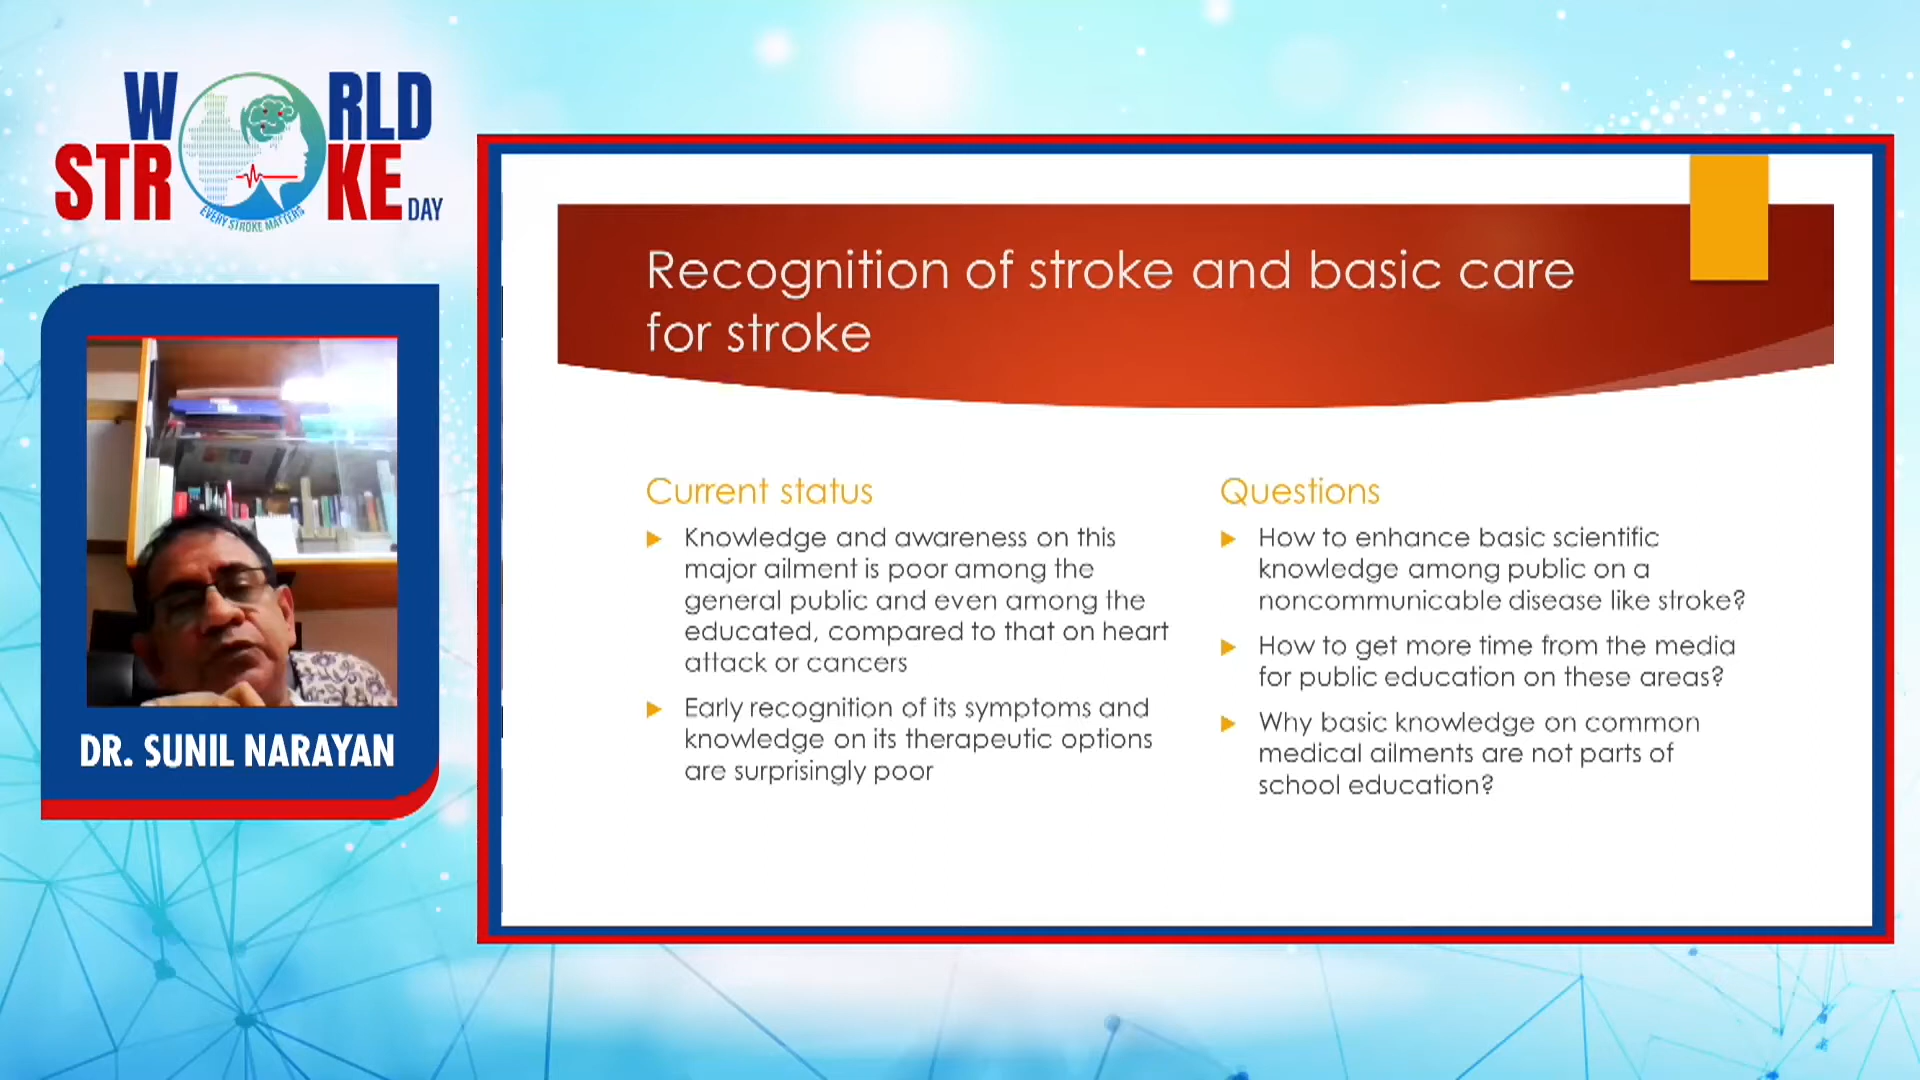 WORLD
STROKE DAY
EVERY STROKE MATTERS
DR. SUNIL NARAYAN
Recognition of stroke and basic care
for stroke
Current status
Knowledge and awareness on this
major ailment is poor among the
general public and even among the
educated, compared to that on heart
attack or cancers
Early recognition of its symptoms and
knowledge on its therapeutic options
are surprisingly poor
Questions
How to enhance basic scientific
knowledge among public on a
noncommunicable disease like stroke?
How to get more time from the media
for public education on these areas?
Why basic knowledge on common
medical ailments are not parts of
school education?